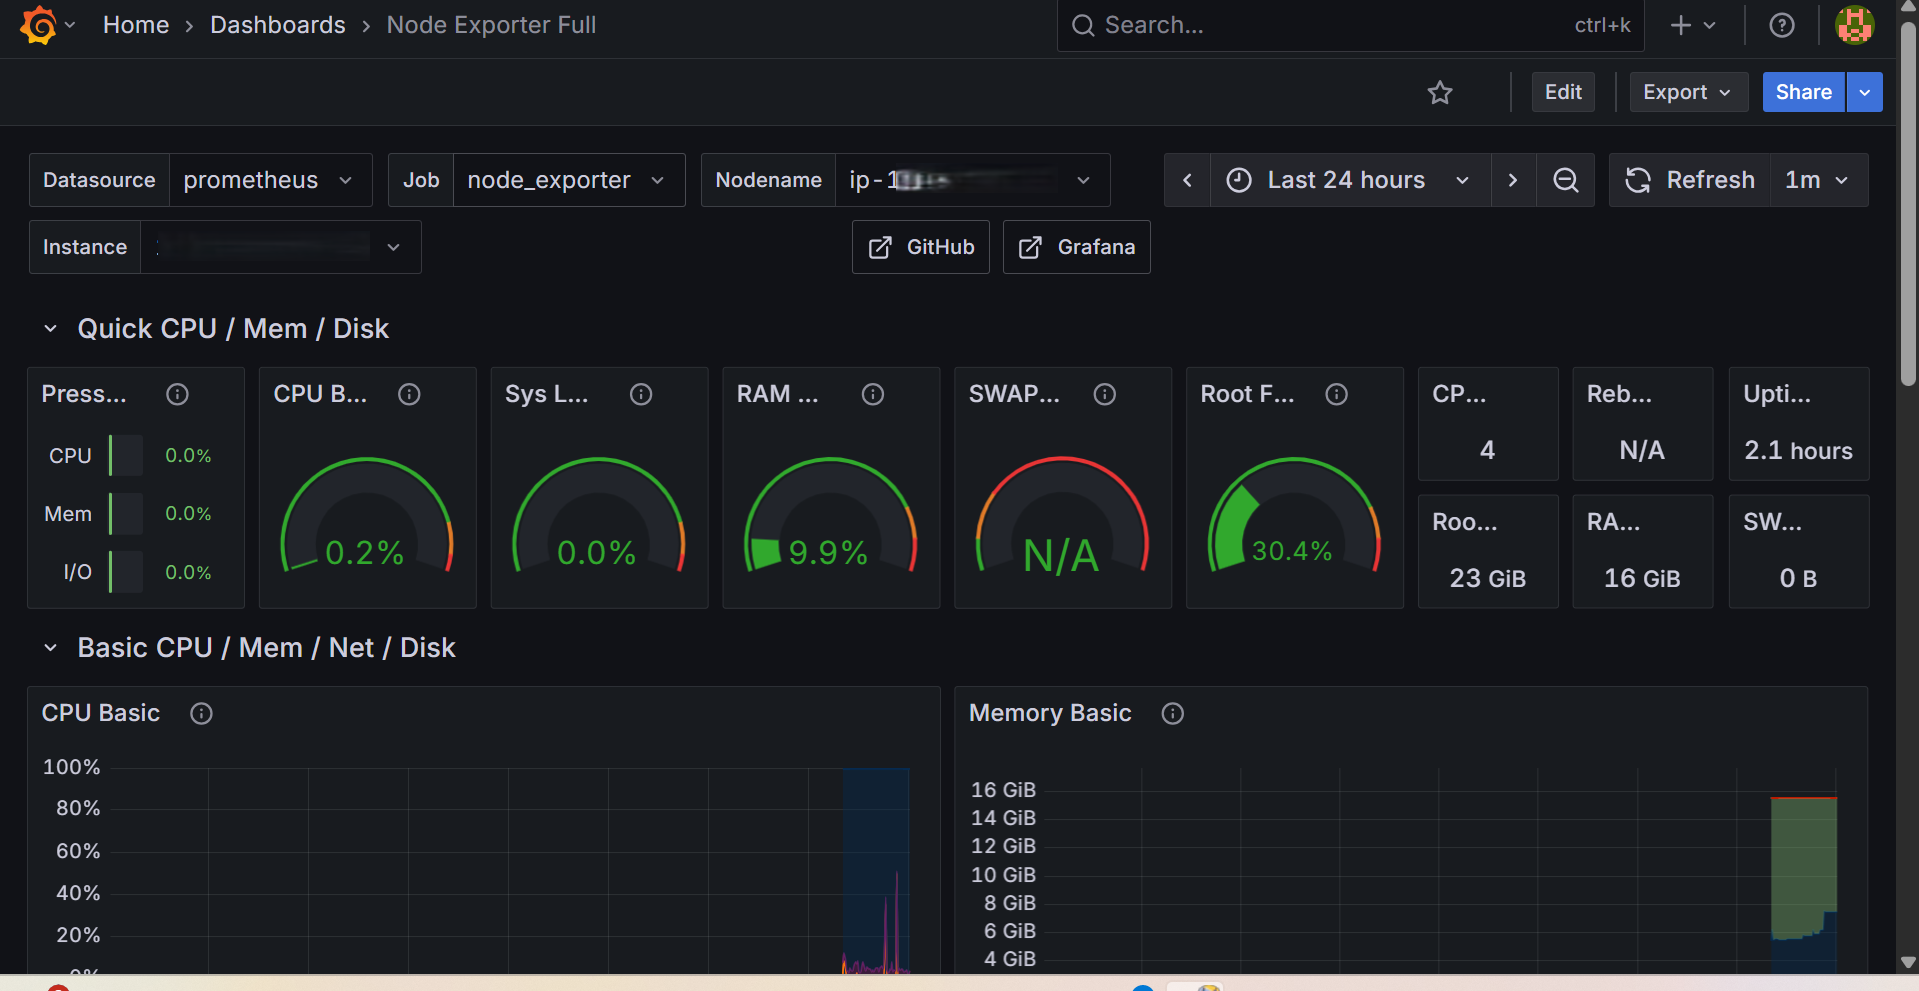 Home › Dashboards › Node Exporter Full
Search...
ctrl+k
Edit
Export
Share
Datasource
prometheus
Job
node_exporter
Nodename
Last 24 hours
Refresh
1m
Instance
GitHub
Grafana
Quick CPU / Mem / Disk
Press...
CPU 0.0%
Mem 0.0%
I/O 0.0%
CPU B...
0.2%
Sys L...
0.0%
RAM ...
9.9%
SWAP...
N/A
Root F...
30.4%
CP...
4
Reb...
N/A
Upti...
2.1 hours
Roo...
23 GiB
RA...
16 GiB
SW...
0 B
Basic CPU / Mem / Net / Disk
CPU Basic
100%
80%
60%
40%
20%
0%
Memory Basic
16 GiB
14 GiB
12 GiB
10 GiB
8 GiB
6 GiB
4 GiB